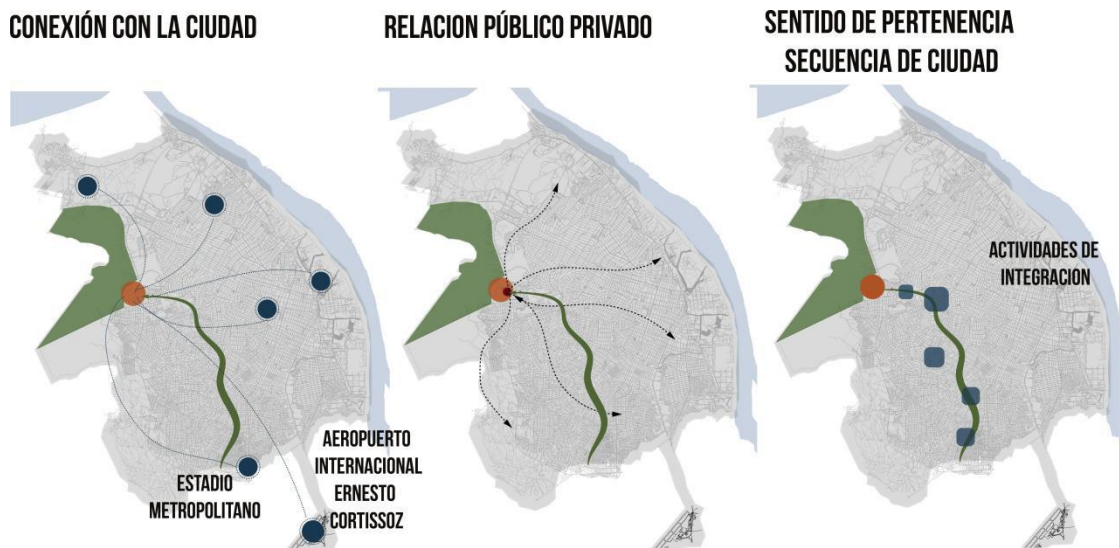 CONEXIÓN CON LA CIUDAD
RELACION PÚBLICO PRIVADO
SENTIDO DE PERTENENCIA
SECUENCIA DE CIUDAD
ESTADIO
METROPOLITANO
AEROPUERTO
INTERNACIONAL
ERNESTO
CORTISSOZ
ACTIVIDADES DE
INTEGRACION